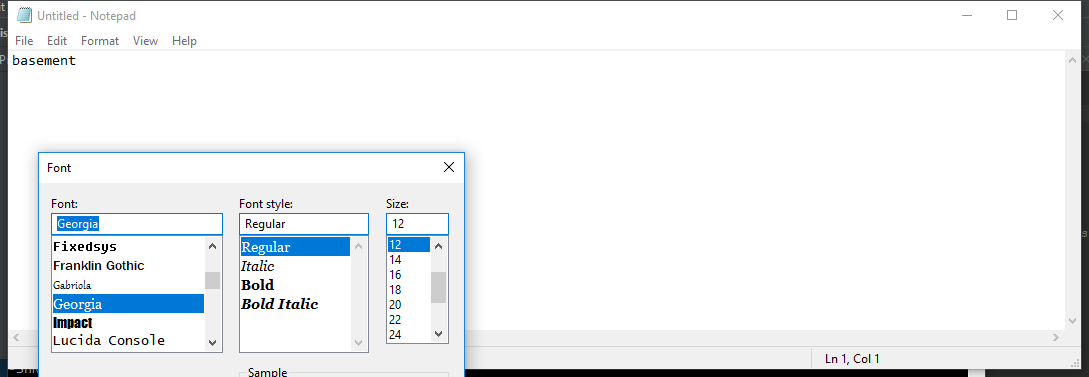 Untitled - Notepad
File Edit Format View Help
basement
Font
Font: Font style: Size:
Georgia Regular 12
Fixedsys
Franklin Gothic
Gabriola
Georgia
Impact
Lucida Console
Regular
Italic
Bold
Bold Italic
12
14
16
18
20
22
24
Sample
Ln 1, Col 1